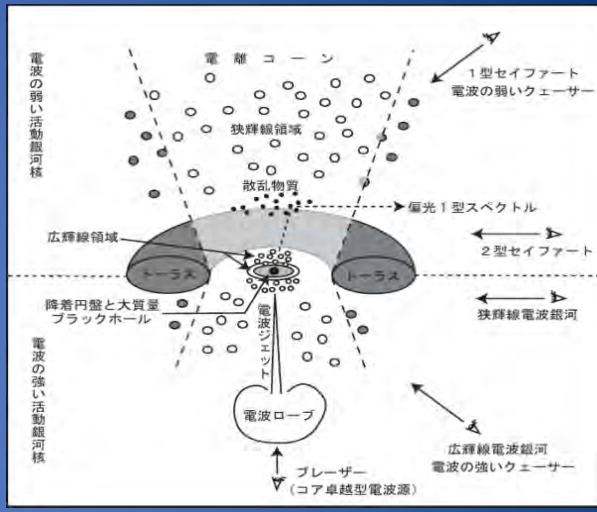 電波の弱い活動銀河核
電離コーン
1型セイファート
電波の弱いクェーサー
狭輝線領域
散乱物質
偏光1型スペクトル
広輝線領域
2型セイファート
トーラス
トーラス
降着円盤と大質量
ブラックホール
狭輝線電波銀河
電波の強い活動銀河核
電波ジェット
電波ローブ
広輝線電波銀河
電波の強いクェーサー
ブレーザー
(コア卓越型電波源)